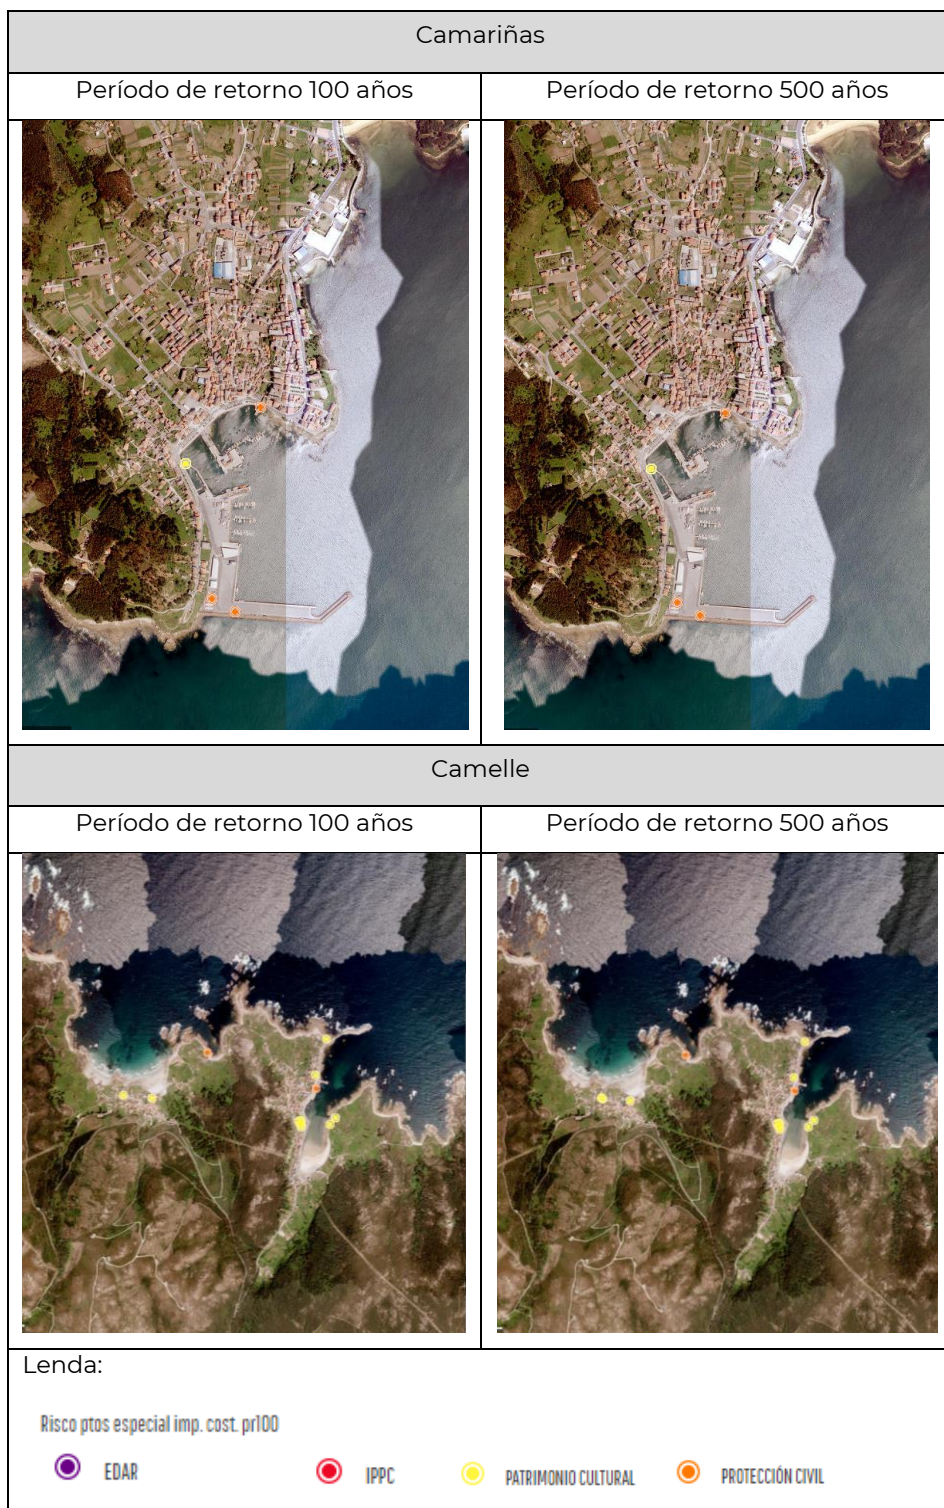 Camariñas
Período de retorno 100 años
Período de retorno 500 años
Camelle
Período de retorno 100 años
Período de retorno 500 años
Lenda:
Risco ptos especial imp. cost. pr100
EDAR
IPPC
PATRIMONIO CULTURAL
PROTECCIÓN CIVIL